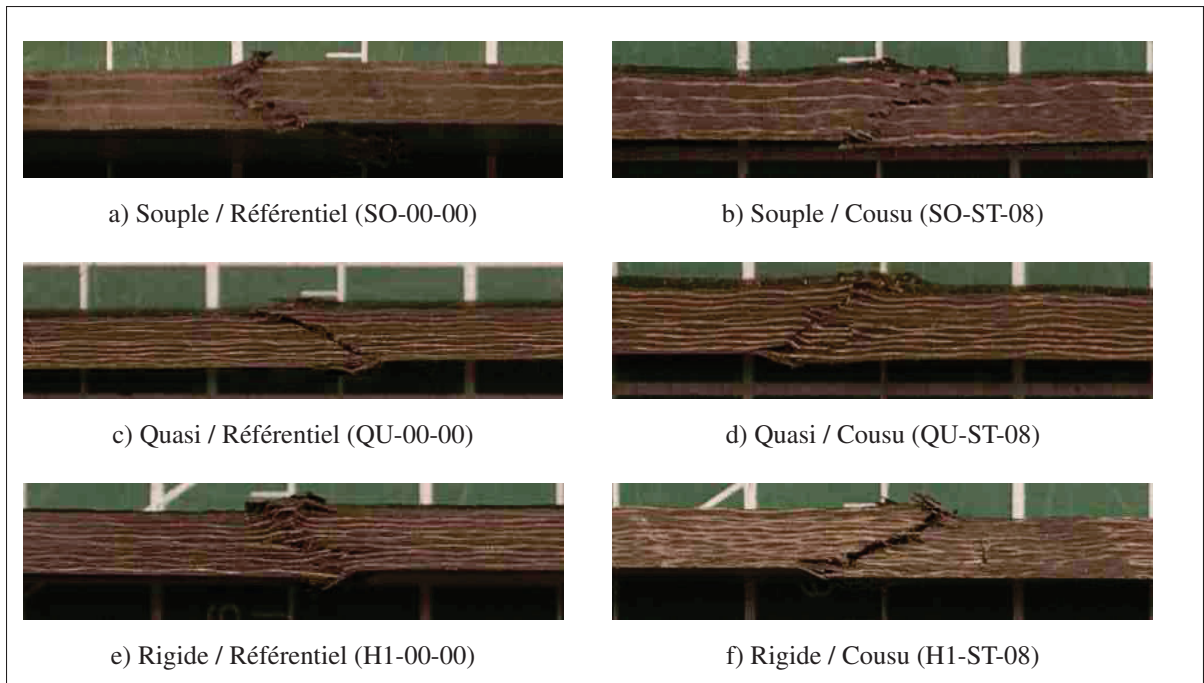 a) Souple / Référentiel (SO-00-00)
b) Souple / Cousu (SO-ST-08)
c) Quasi / Référentiel (QU-00-00)
d) Quasi / Cousu (QU-ST-08)
e) Rigide / Référentiel (H1-00-00)
f) Rigide / Cousu (H1-ST-08)